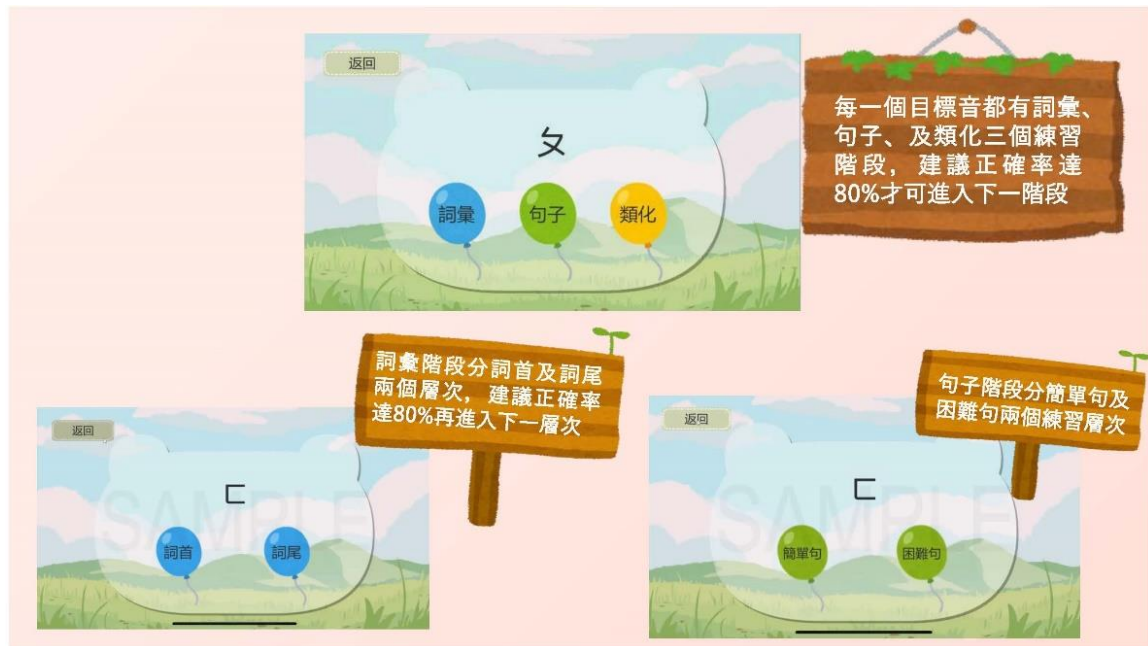 返回
ㄆ
詞彙
句子
類化
每一個目標音都有詞彙、
句子、及類化三個練習
階段，建議正確率達
80%才可進入下一階段
詞彙階段分詞首及詞尾
兩個層次，建議正確率
達80%再進入下一層次
返回
SAMPLE
ㄈ
詞首
詞尾
句子階段分簡單句及
困難句兩個練習層次
返回
SAMPLE
ㄈ
簡單句
困難句